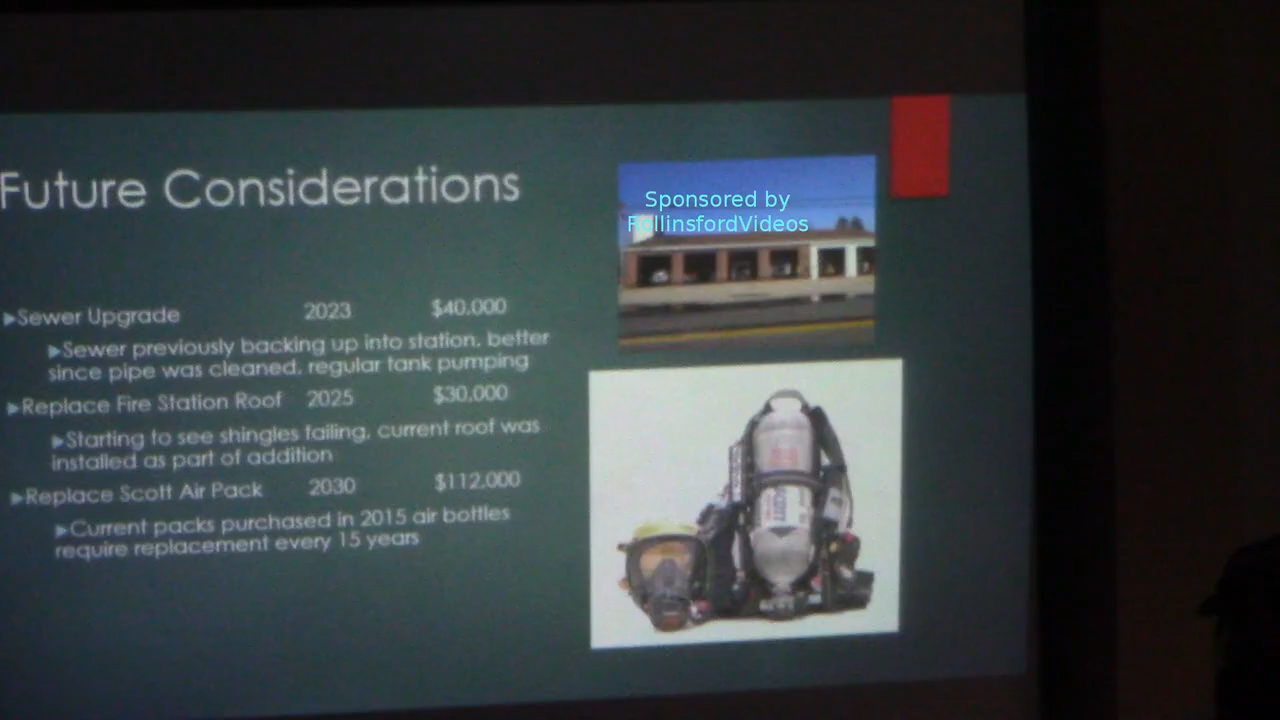 Future Considerations
Sponsored by
RollinsfordVideos
▶Sewer Upgrade 2023 $40,000
▶Sewer previously backing up into station, better
since pipe was cleaned, regular tank pumping
▶Replace Fire Station Roof 2025 $30,000
▶Starting to see shingles failing, current roof was
installed as part of addition
▶Replace Scott Air Pack 2030 $112,000
▶Current packs purchased in 2015 air bottles
require replacement every 15 years
SCOTT